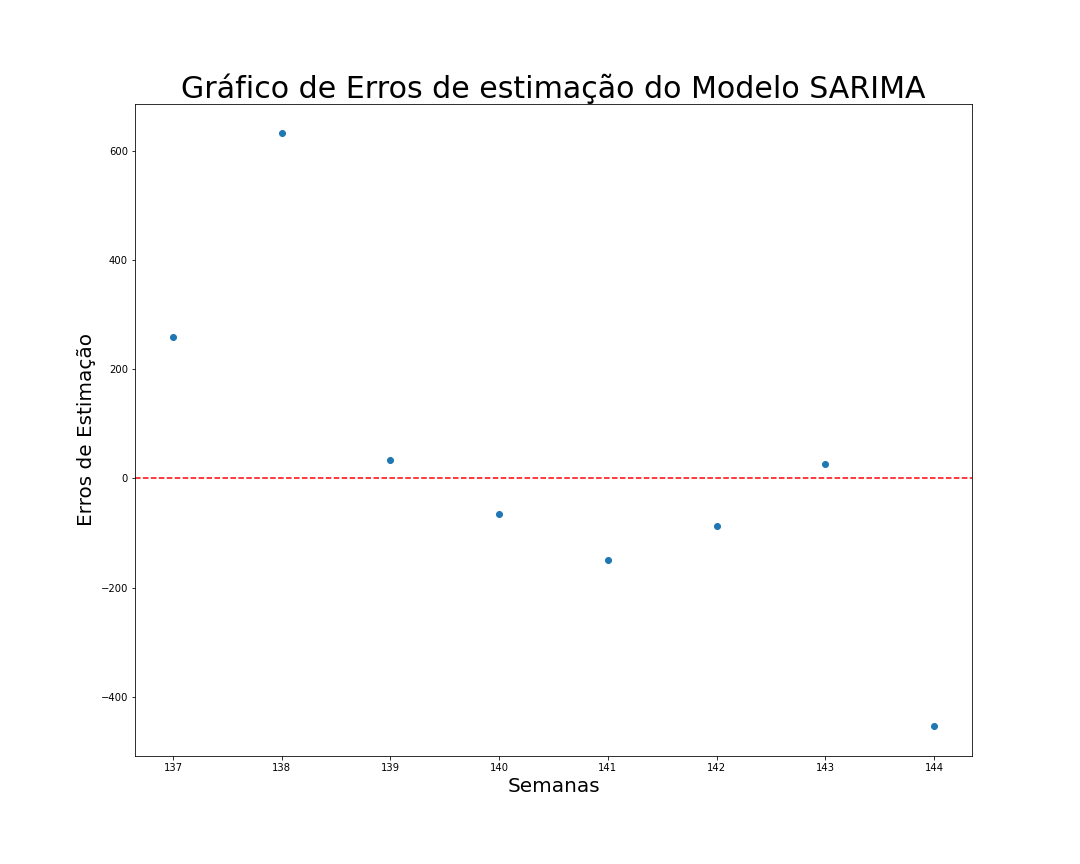 Gráfico de Erros de estimação do Modelo SARIMA
600
400
200
0
−200
−400
Erros de Estimação
137 138 139 140 141 142 143 144
Semanas